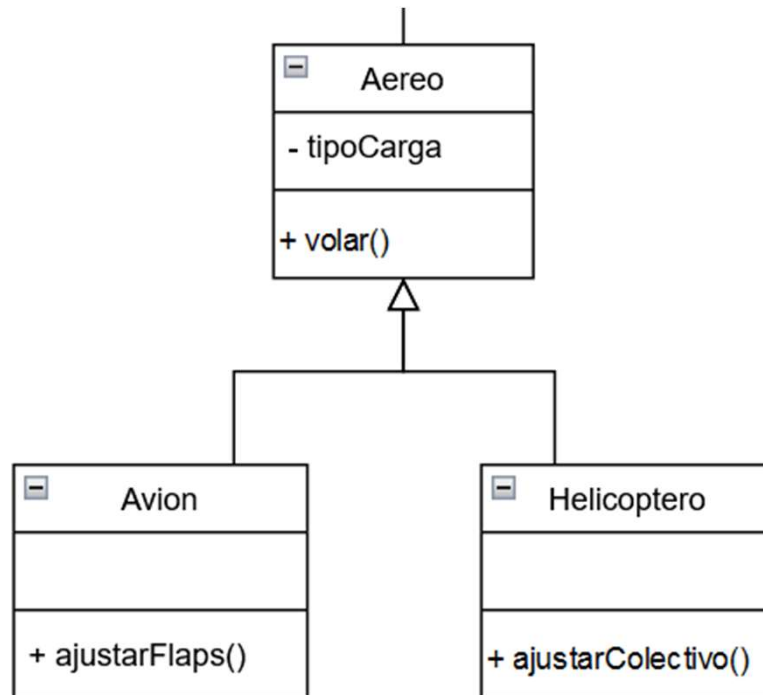 Aereo
- tipoCarga
+ volar()
Avion
Helicoptero
+ ajustarFlaps()
+ ajustarColectivo()